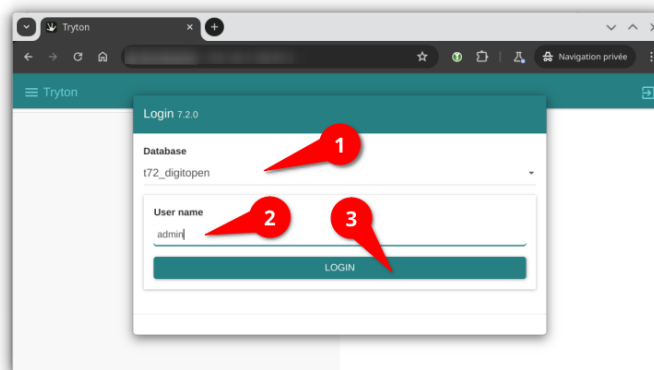 Tryton
Navigation privée
Tryton
Login 7.2.0
Database
1
t72_digitopen
User name
2
3
admin
LOGIN